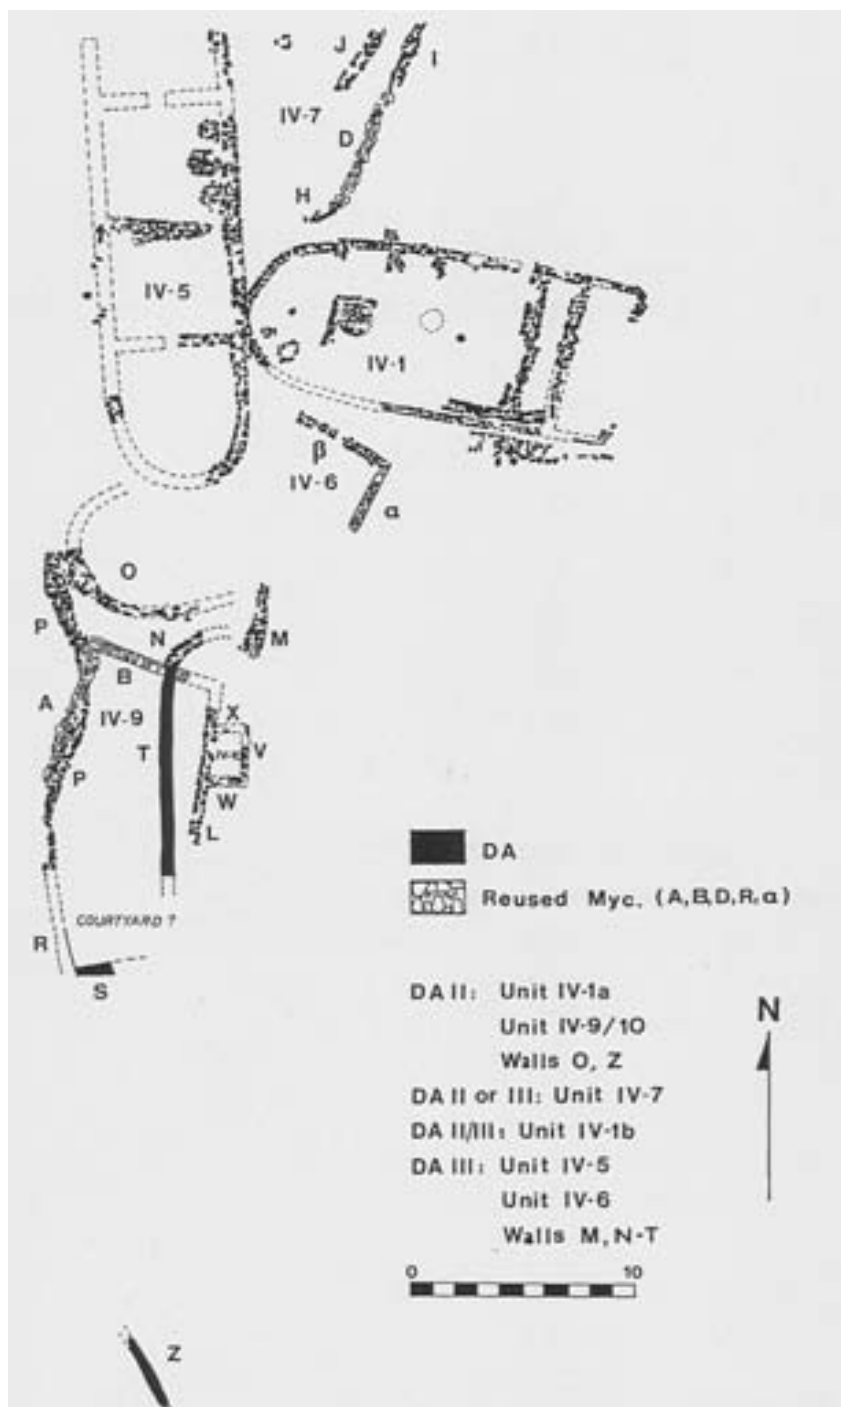 J
I
IV-7
D
H
IV-5
IV-1
β
IV-6
α
O
P
N
M
B
A
IV-9
X
T
V
P
W
L
COURTYARD ?
R
S
DA
Reused Myc. (A,B,D,R,α)
DA II: Unit IV-1a
Unit IV-9/10
Walls O, Z
DA II or III: Unit IV-7
DA II/III: Unit IV-1b
DA III: Unit IV-5
Unit IV-6
Walls M, N-T
N
0 10
Z